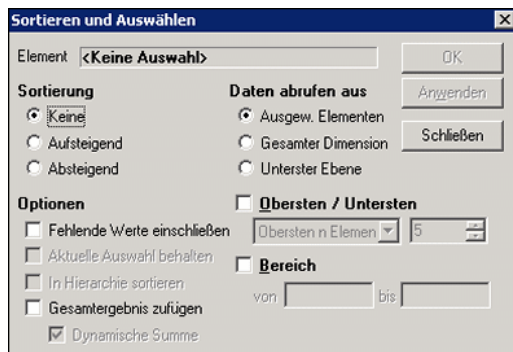 Sortieren und Auswählen
Element <Keine Auswahl>
OK
Anwenden
Schließen
Sortierung
Keine
Aufsteigend
Absteigend
Daten abrufen aus
Ausgew. Elementen
Gesamter Dimension
Unterster Ebene
Optionen
Fehlende Werte einschließen
Aktuelle Auswahl behalten
In Hierarchie sortieren
Gesamtergebnis zufügen
Dynamische Summe
Obersten / Untersten
Obersten n Elemen 5
Bereich
von bis